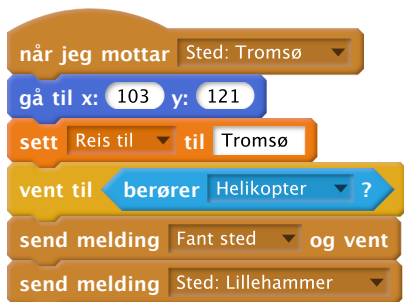 når jeg mottar Sted: Tromsø
gå til x: 103 y: 121
sett Reis til til Tromsø
vent til berører Helikopter ?
send melding Fant sted og vent
send melding Sted: Lillehammer